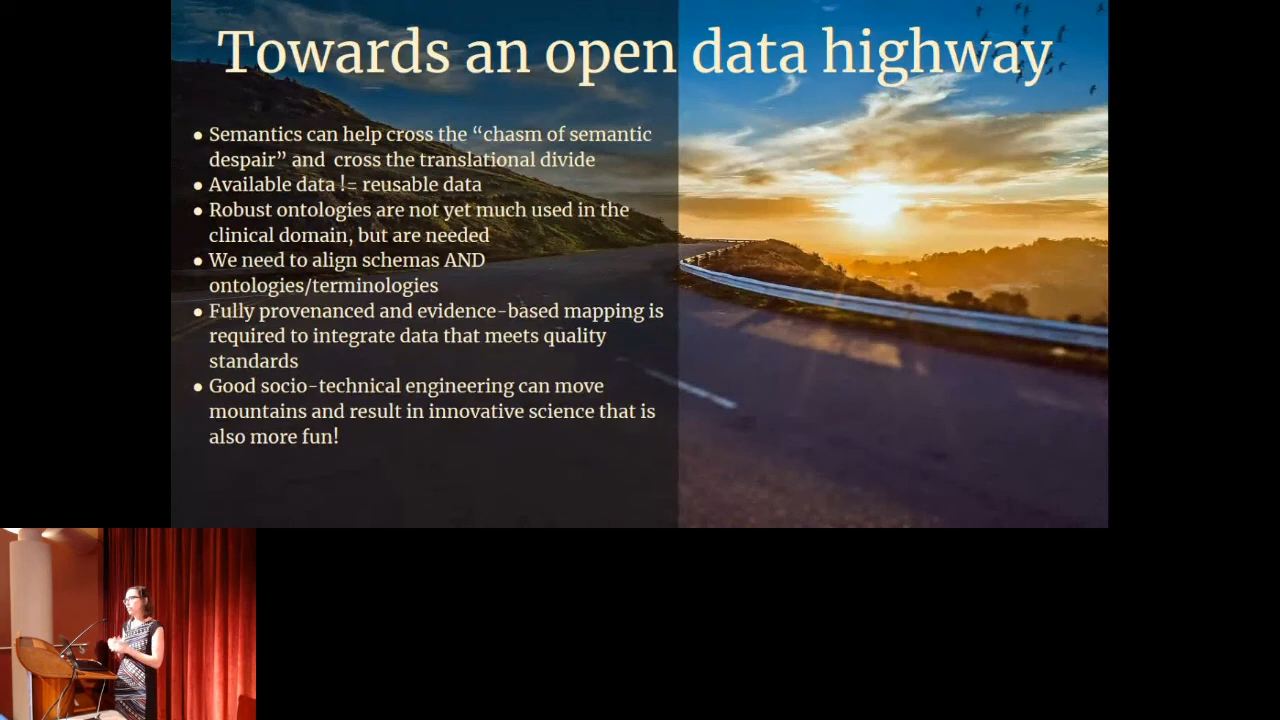 Towards an open data highway
● Semantics can help cross the “chasm of semantic
despair” and cross the translational divide
● Available data != reusable data
● Robust ontologies are not yet much used in the
clinical domain, but are needed
● We need to align schemas AND
ontologies/terminologies
● Fully provenanced and evidence-based mapping is
required to integrate data that meets quality
standards
● Good socio-technical engineering can move
mountains and result in innovative science that is
also more fun!